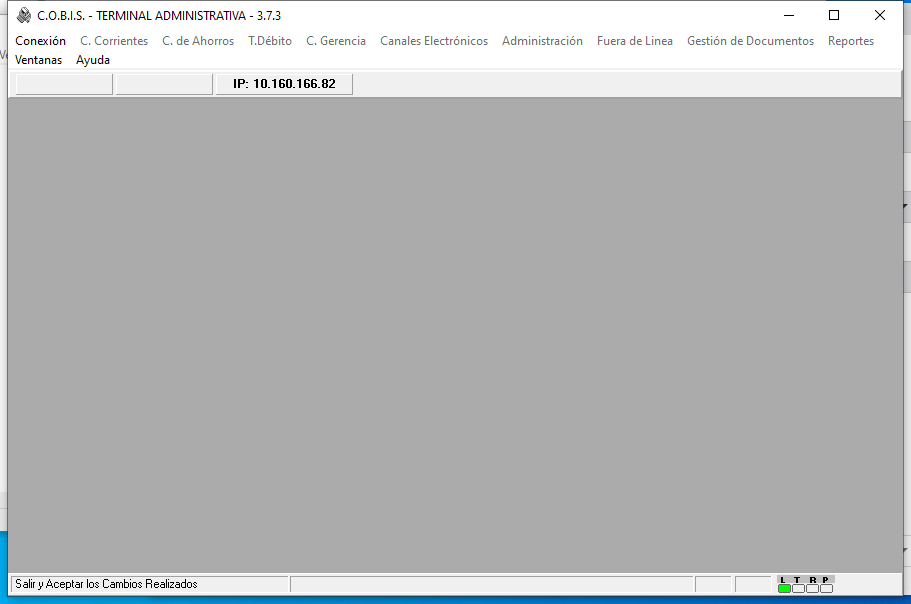 C.O.B.I.S. - TERMINAL ADMINISTRATIVA - 3.7.3
Conexión C. Corrientes C. de Ahorros T.Débito C. Gerencia Canales Electrónicos Administración Fuera de Linea Gestión de Documentos Reportes
Ventanas Ayuda
IP: 10.160.166.82
Salir y Aceptar los Cambios Realizados
L T R P